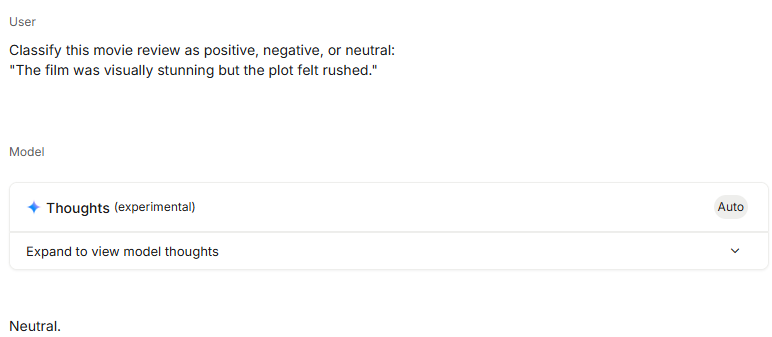 User
Classify this movie review as positive, negative, or neutral:
"The film was visually stunning but the plot felt rushed."
Model
Thoughts (experimental) Auto
Expand to view model thoughts
Neutral.